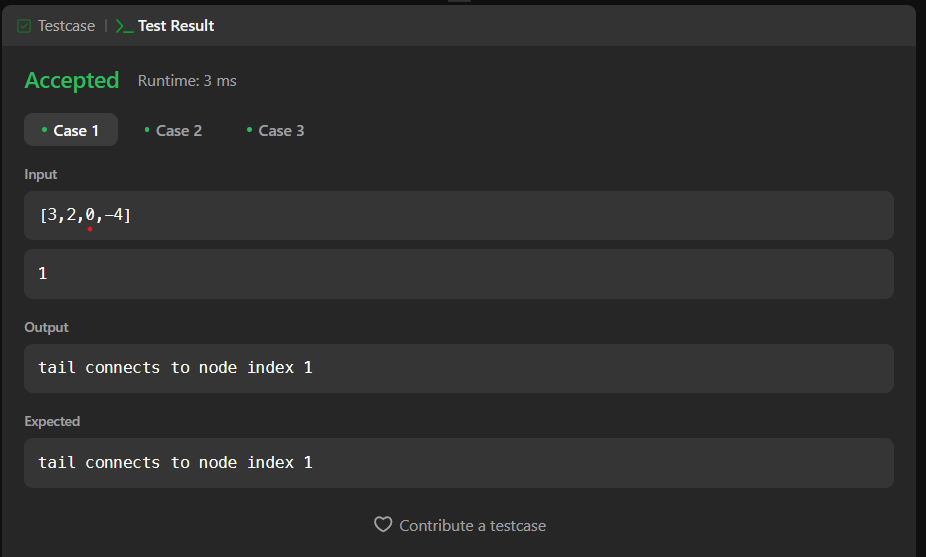 Testcase | >_ Test Result
Accepted Runtime: 3 ms
Case 1 Case 2 Case 3
Input
[3,2,0,-4]
1
Output
tail connects to node index 1
Expected
tail connects to node index 1
Contribute a testcase